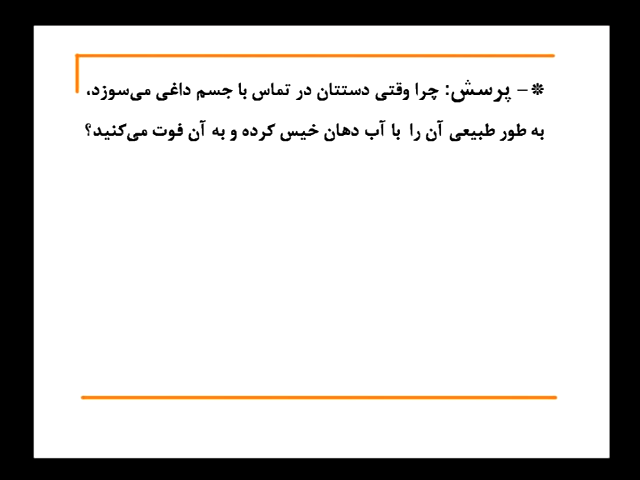 ※- پرسش: چرا وقتی دستتان در تماس با جسم داغی می‌سوزد،
به طور طبیعی آن را با آب دهان خیس کرده و به آن فوت می‌کنید؟